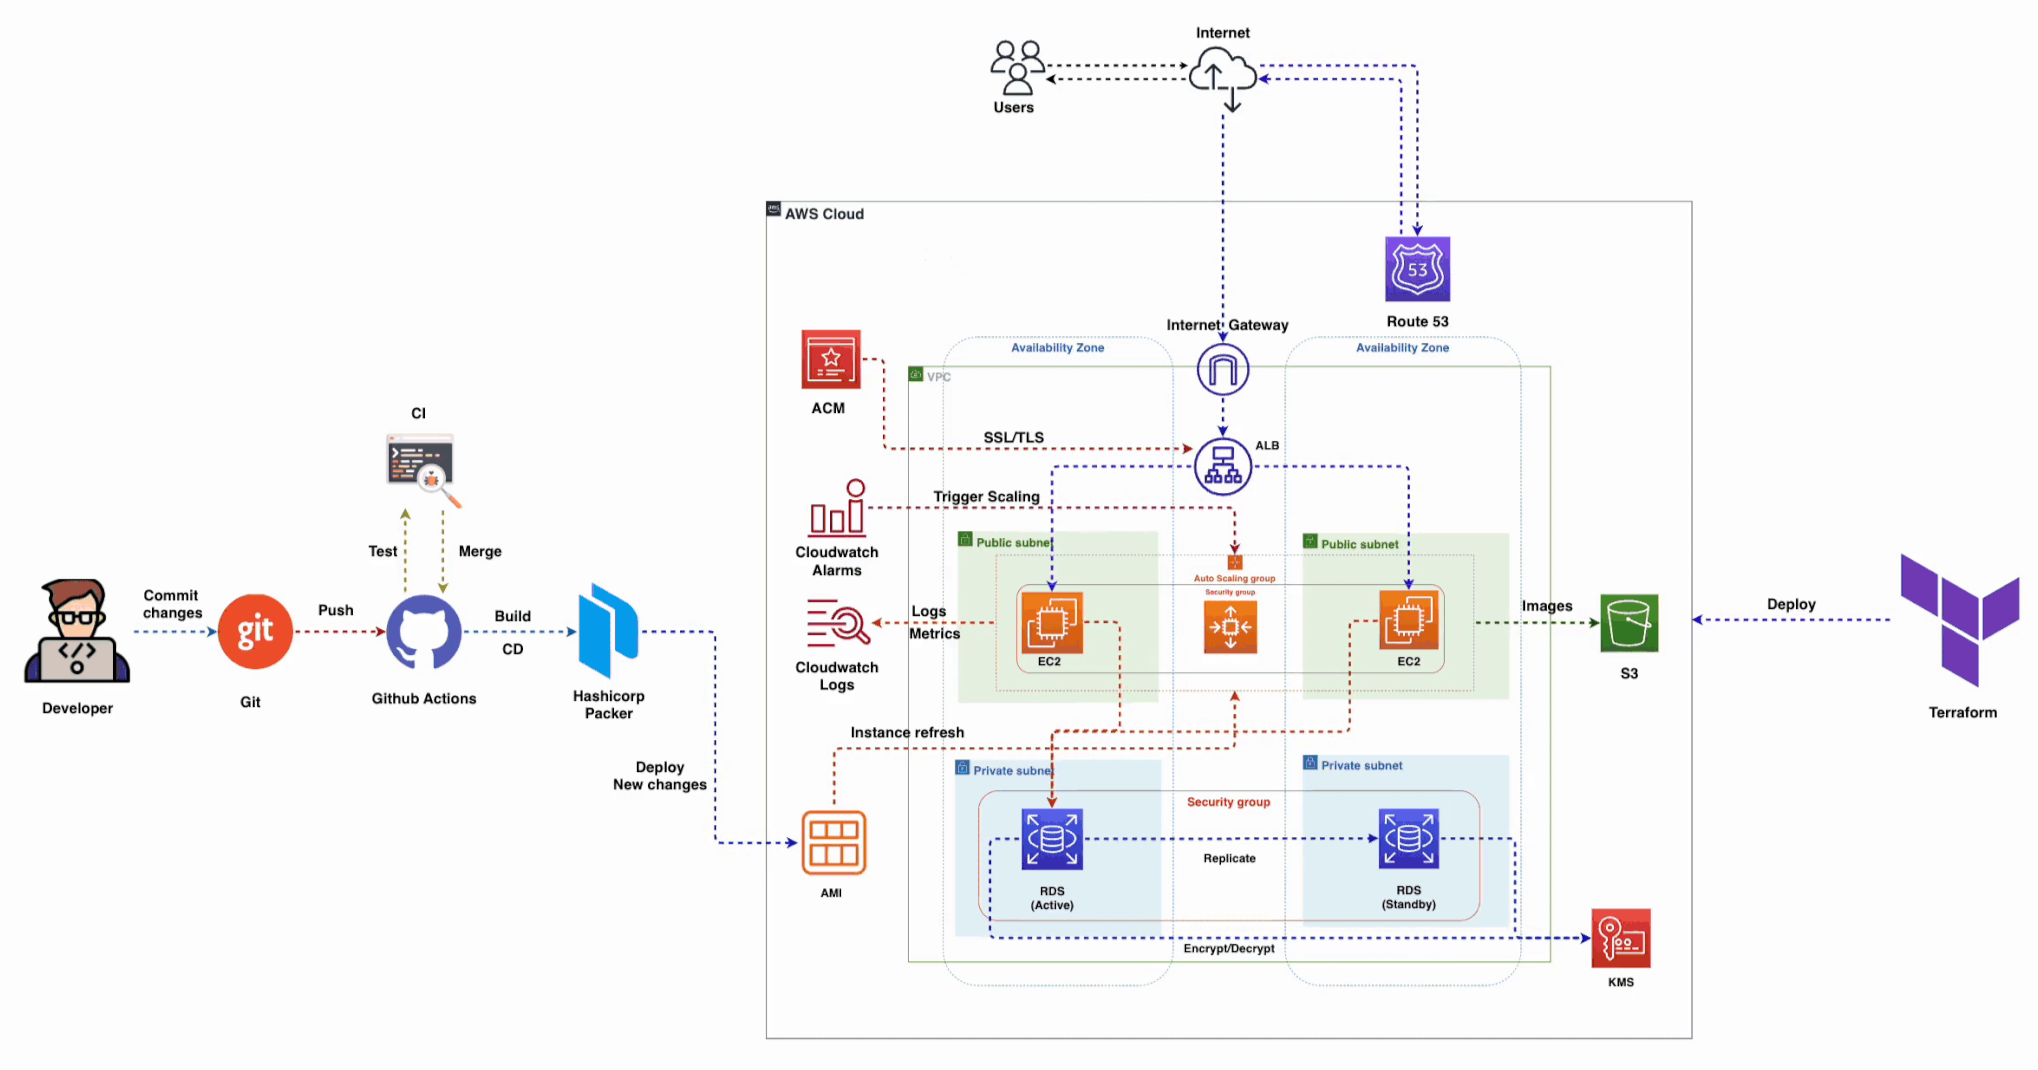 Internet
Users
aws
AWS Cloud
53
Route 53
Internet Gateway
Availability Zone
Availability Zone
VPC
ACM
SSL/TLS
ALB
CI
Trigger Scaling
Cloudwatch
Alarms
Public subnet
Public subnet
Test
Merge
Auto Scaling group
Security group
Commit
changes
git
Push
Build
CD
Logs
Metrics
Images
Deploy
EC2
EC2
Cloudwatch
Logs
S3
Developer
Git
Github Actions
Hashicorp
Packer
Terraform
Instance refresh
Deploy
New changes
Private subnet
Private subnet
Security group
Replicate
AMI
RDS
(Active)
RDS
(Standby)
Encrypt/Decrypt
KMS